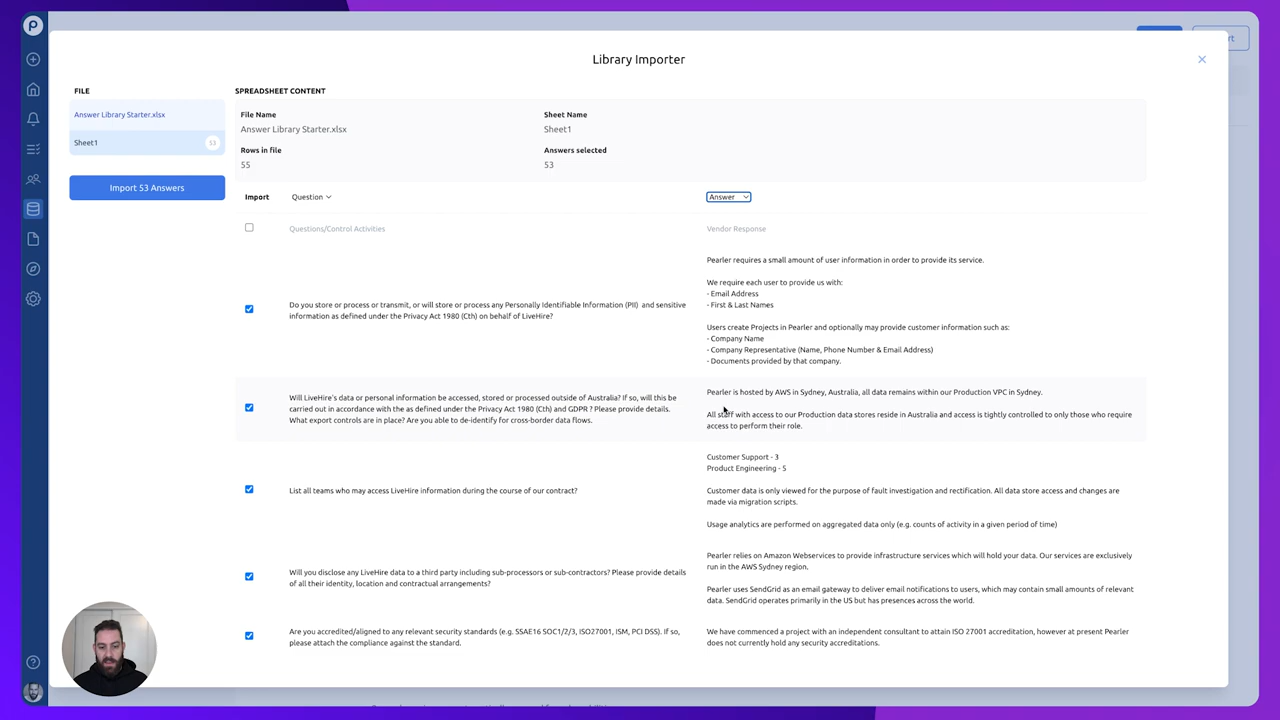 Library Importer
FILE
Answer Library Starter.xlsx
Sheet1
53
Import 53 Answers
SPREADSHEET CONTENT
File Name
Answer Library Starter.xlsx
Sheet Name
Sheet1
Rows in file
55
Answers selected
53
Import
Question
Answer
Questions/Control Activities
Vendor Response
Do you store or process or transmit, or will store or process any Personally Identifiable Information (PII) and sensitive
information as defined under the Privacy Act 1980 (Cth) on behalf of LiveHire?
Pearler requires a small amount of user information in order to provide its service.
We require each user to provide us with:
- Email Address
- First & Last Names
Users create Projects in Pearler and optionally may provide customer information such as:
- Company Name
- Company Representative (Name, Phone Number & Email Address)
- Documents provided by that company.
Will LiveHire's data or personal information be accessed, stored or processed outside of Australia? If so, will this be
carried out in accordance with the as defined under the Privacy Act 1980 (Cth) and GDPR ? Please provide details.
What export controls are in place? Are you able to de-identify for cross-border data flows.
Pearler is hosted by AWS in Sydney, Australia, all data remains within our Production VPC in Sydney.
All staff with access to our Production data stores reside in Australia and access is tightly controlled to only those who require
access to perform their role.
List all teams who may access LiveHire information during the course of our contract?
Customer Support - 3
Product Engineering - 5
Customer data is only viewed for the purpose of fault investigation and rectification. All data store access and changes are
made via migration scripts.
Usage analytics are performed on aggregated data only (e.g. counts of activity in a given period of time)
Will you disclose any LiveHire data to a third party including sub-processors or sub-contractors? Please provide details
of all their identity, location and contractual arrangements?
Pearler relies on Amazon Webservices to provide infrastructure services which will hold your data. Our services are exclusively
run in the AWS Sydney region.
Pearler uses SendGrid as an email gateway to deliver email notifications to users, which may contain small amounts of relevant
data. SendGrid operates primarily in the US but has presences across the world.
Are you accredited/aligned to any relevant security standards (e.g. SSAE16 SOC1/2/3, ISO27001, ISM, PCI DSS). If so,
please attach the compliance against the standard.
We have commenced a project with an independent consultant to attain ISO 27001 accreditation, however at present Pearler
does not currently hold any security accreditations.